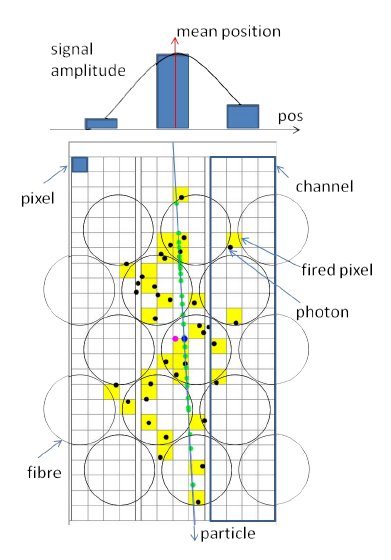 mean position
signal
amplitude
pos
pixel
channel
fired pixel
photon
fibre
particle